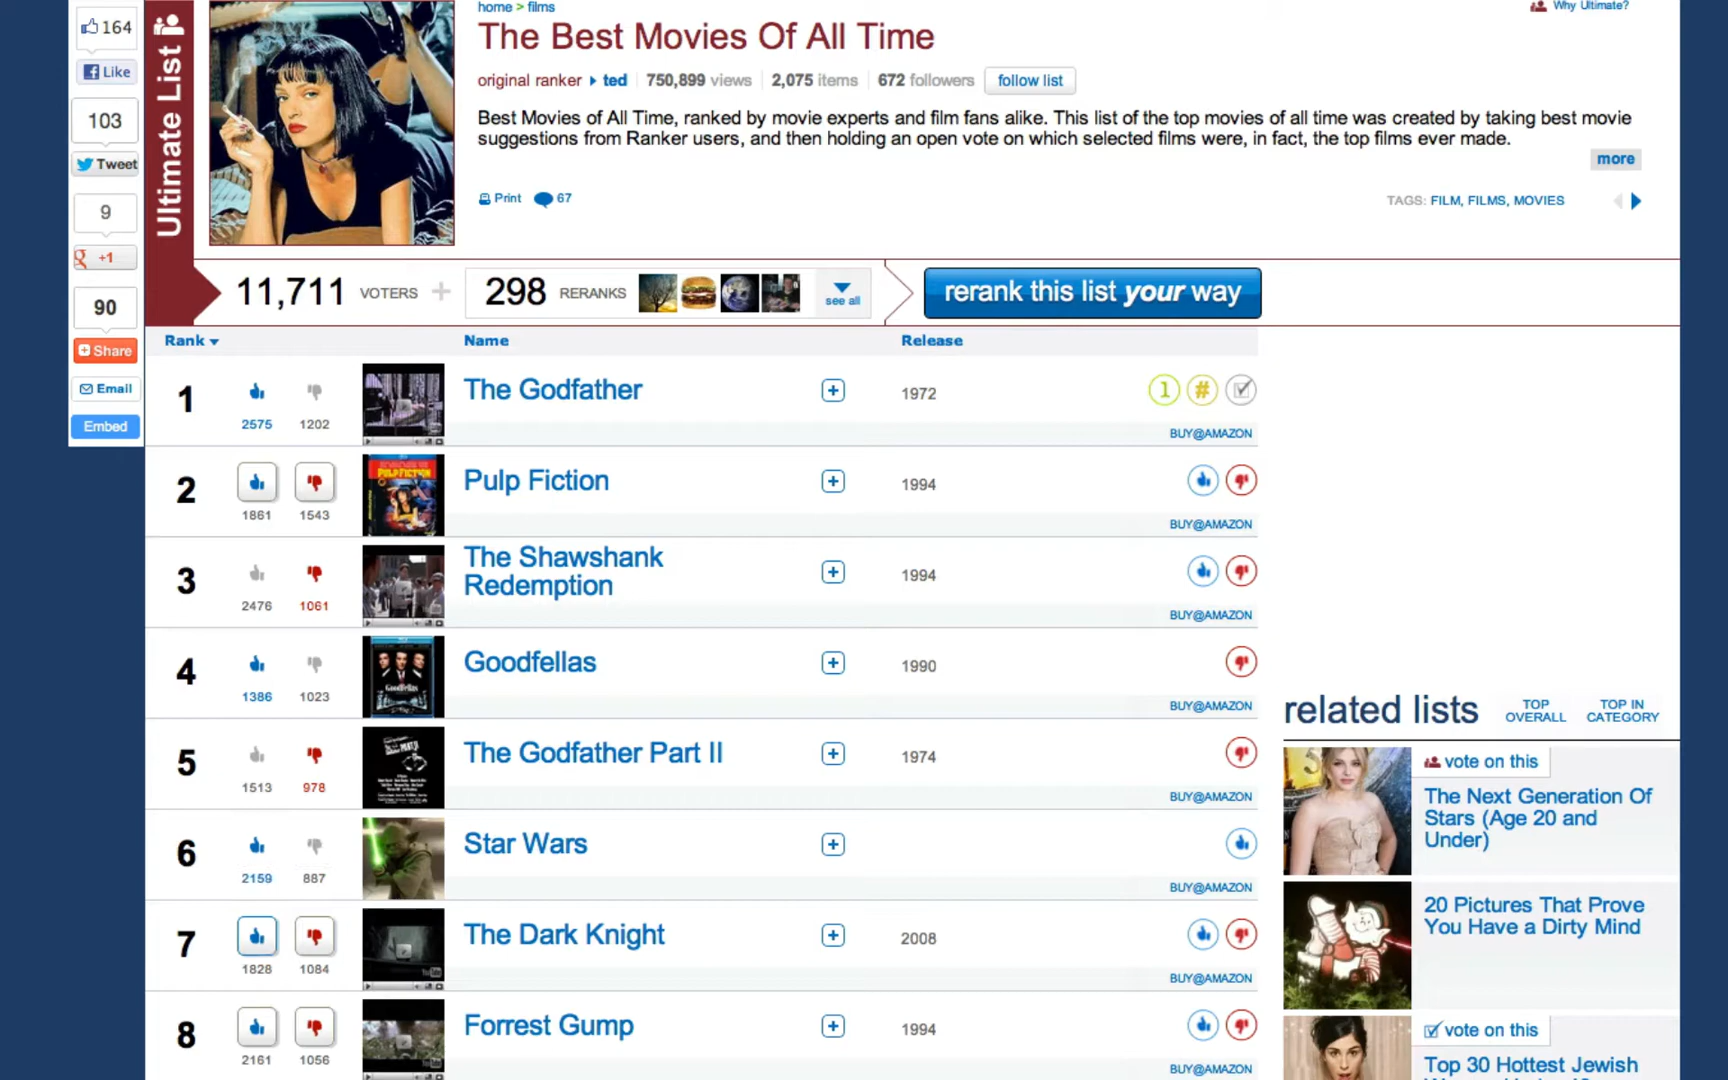 164
Like
103
Tweet
9
+1
90
Share
Email
Embed
Ultimate List
home > films
Why Ultimate?
The Best Movies Of All Time
original ranker ted 750,899 views 2,075 items 672 followers follow list
Best Movies of All Time, ranked by movie experts and film fans alike. This list of the top movies of all time was created by taking best movie
suggestions from Ranker users, and then holding an open vote on which selected films were, in fact, the top films ever made.
more
Print 67
TAGS: FILM, FILMS, MOVIES
11,711 VOTERS + 298 RERANKS see all rerank this list your way
Rank Name Release
1 2575 1202 The Godfather 1972 1 #
BUY@AMAZON
2 1861 1543 PULP FICTION Pulp Fiction 1994
BUY@AMAZON
3 2476 1061 The Shawshank
Redemption 1994
BUY@AMAZON
4 1386 1023 Goodfellas Goodfellas 1990
BUY@AMAZON
5 1513 978 The Godfather Part II 1974
BUY@AMAZON
6 2159 887 Star Wars
BUY@AMAZON
7 1828 1084 The Dark Knight 2008
BUY@AMAZON
8 2161 1056 Forrest Gump 1994
BUY@AMAZON
related lists TOP OVERALL TOP IN CATEGORY
vote on this
The Next Generation Of
Stars (Age 20 and
Under)
20 Pictures That Prove
You Have a Dirty Mind
vote on this
Top 30 Hottest Jewish